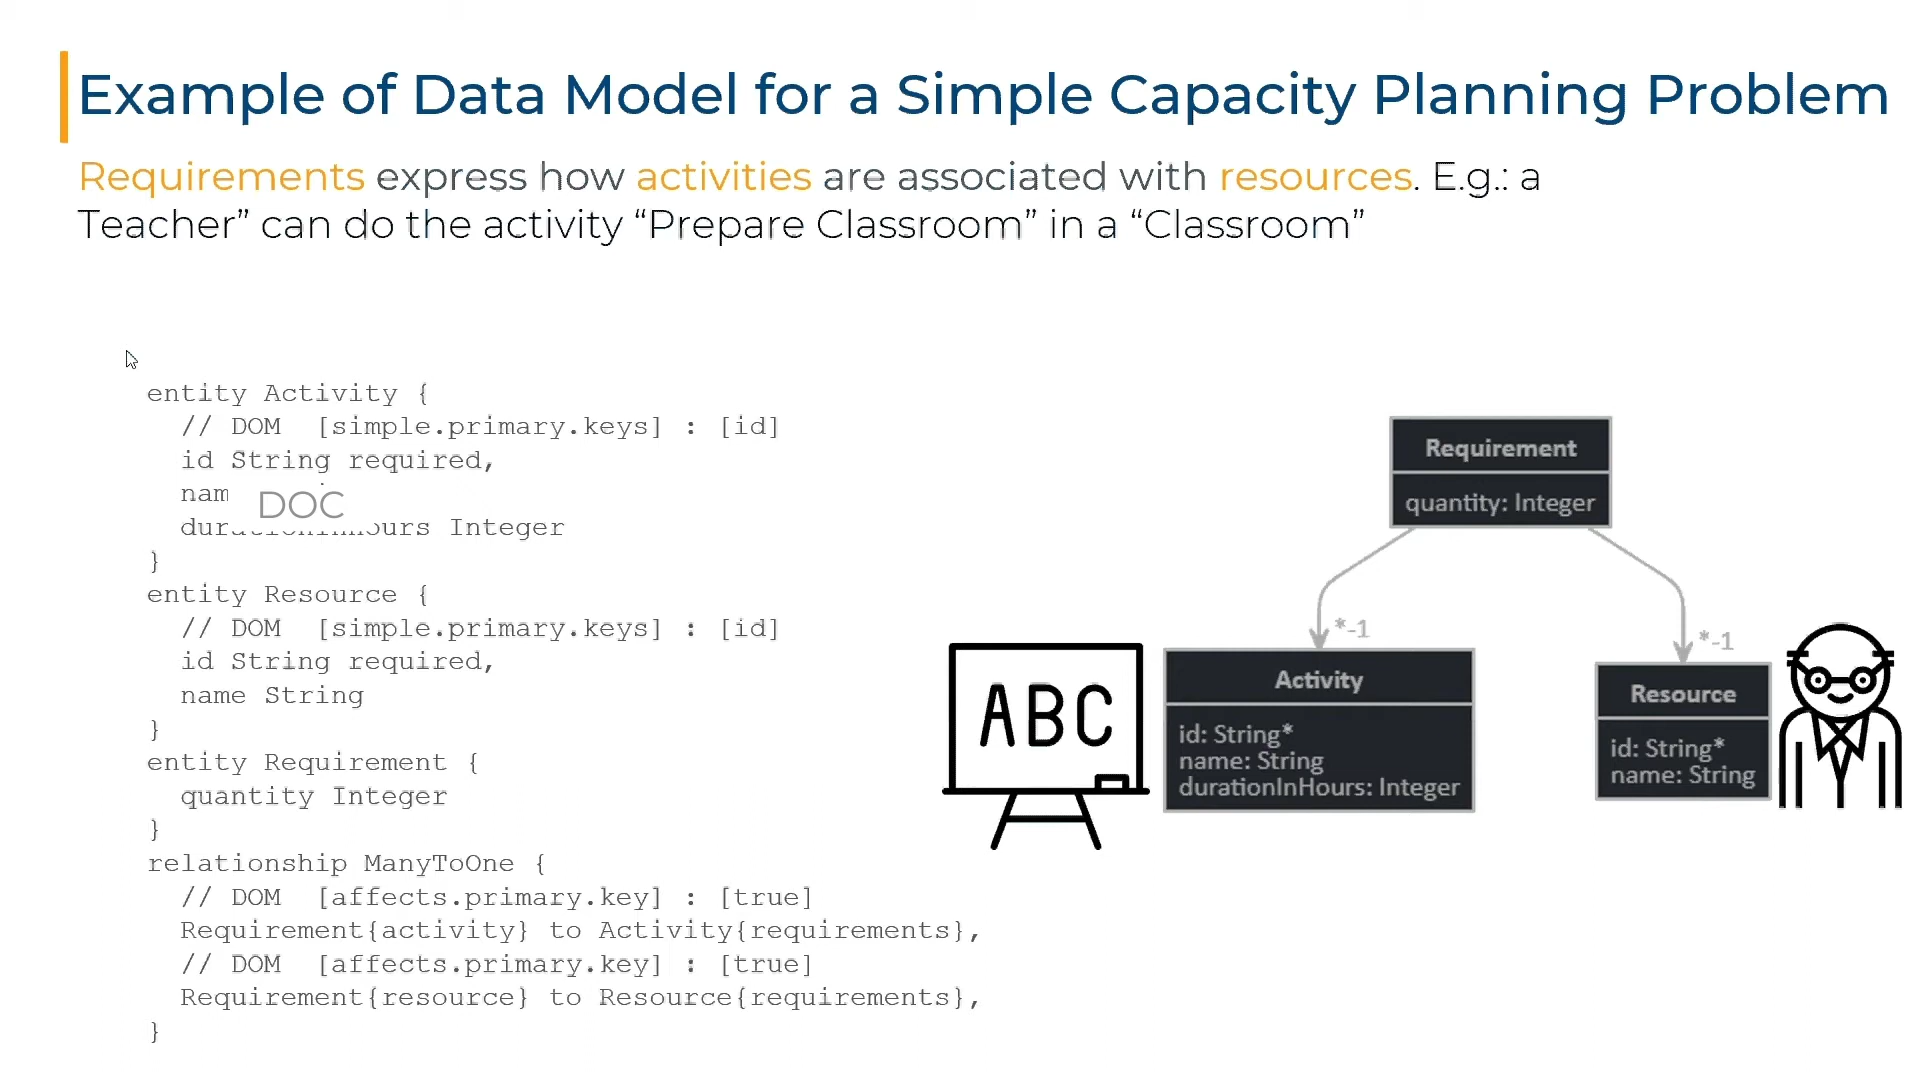 Example of Data Model for a Simple Capacity Planning Problem
Requirements express how activities are associated with resources. E.g.: a
Teacher” can do the activity “Prepare Classroom” in a “Classroom”
entity Activity {
// DOM [simple.primary.keys] : [id]
id String required,
nam
DOC
Integer
}
entity Resource {
// DOM [simple.primary.keys] : [id]
id String required,
name String
}
entity Requirement {
quantity Integer
}
relationship ManyToOne {
// DOM [affects.primary.key] : [true]
Requirement{activity} to Activity{requirements},
// DOM [affects.primary.key] : [true]
Requirement{resource} to Resource{requirements},
}
Requirement
quantity: Integer
*-1
*-1
ABC
Activity
id: String*
name: String
durationInHours: Integer
Resource
id: String*
name: String